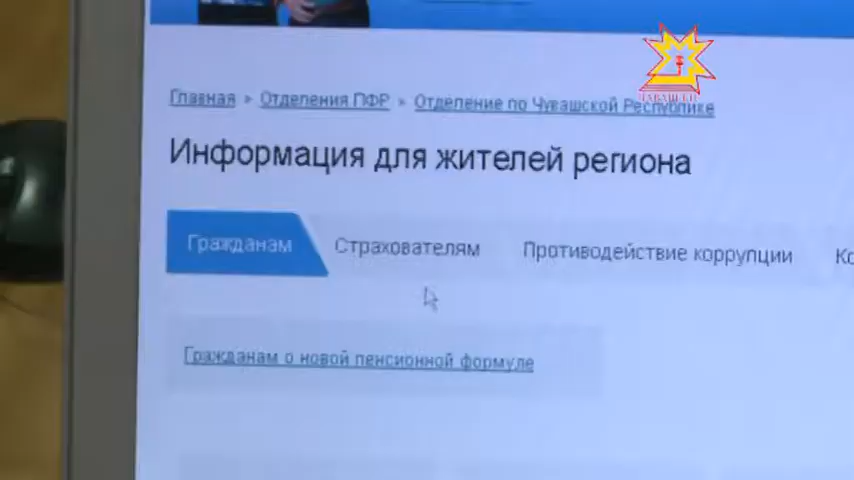 Главная » Отделения ПФР » Отделение по Чувашской Республике
Информация для жителей региона
Гражданам Страхователям Противодействие коррупции
Гражданам о новой пенсионной формуле